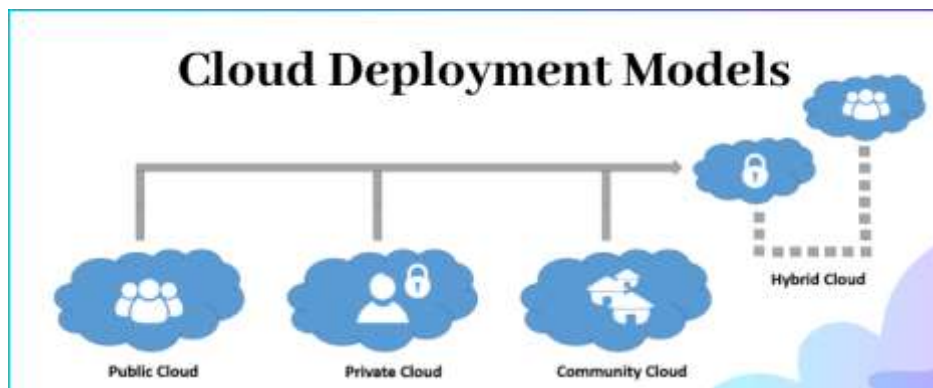 Cloud Deployment Models
Hybrid Cloud
Public Cloud
Private Cloud
Community Cloud